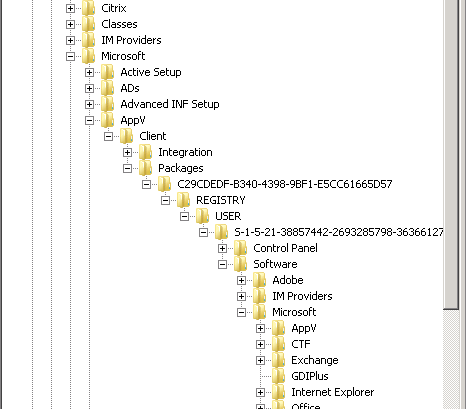 Citrix
Classes
IM Providers
Microsoft
Active Setup
ADs
Advanced INF Setup
AppV
Client
Integration
Packages
C29CDEDF-B340-4398-9BF1-E5CC61665D57
REGISTRY
USER
S-1-5-21-38857442-2693285798-36366127
Control Panel
Software
Adobe
IM Providers
Microsoft
AppV
CTF
Exchange
GDIPlus
Internet Explorer
Office